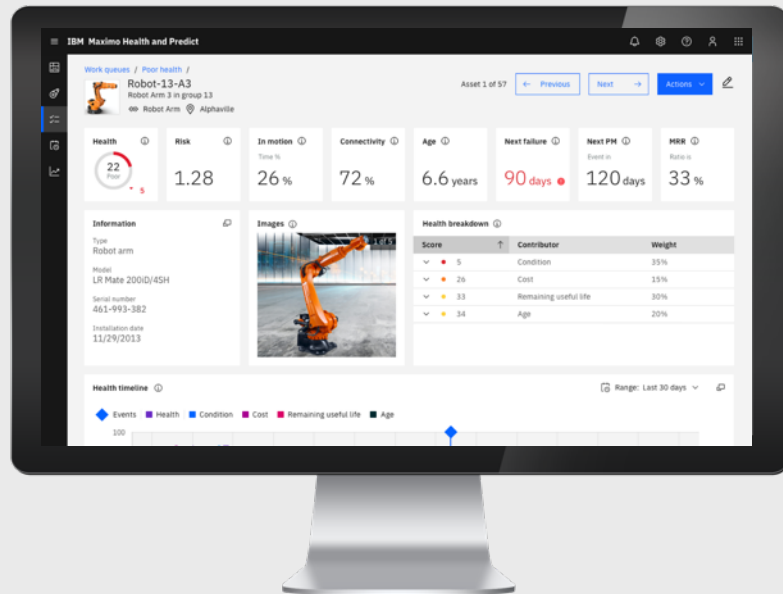 IBM Maximo Health and Predict
Work queues / Poor health /
Robot-13-A3
Robot Arm 3 in group 13
Robot Arm Alphaville
Asset 1 of 57
← Previous
Next →
Actions
Health
22
Poor
5
Risk
1.28
In motion
Time %
26 %
Connectivity
72 %
Age
6.6 years
Next failure
90 days
Next PM
Event in
120 days
MRR
Ratio is
33 %
Information
Type
Robot arm
Model
LR Mate 200iD/4SH
Serial number
461-993-382
Installation date
11/29/2013
Images
1 of 5
Health breakdown
Score ↑ Contributor Weight
5 Condition 35%
26 Cost 15%
33 Remaining useful life 30%
34 Age 20%
Health timeline
Range: Last 30 days
Events Health Condition Cost Remaining useful life Age
100